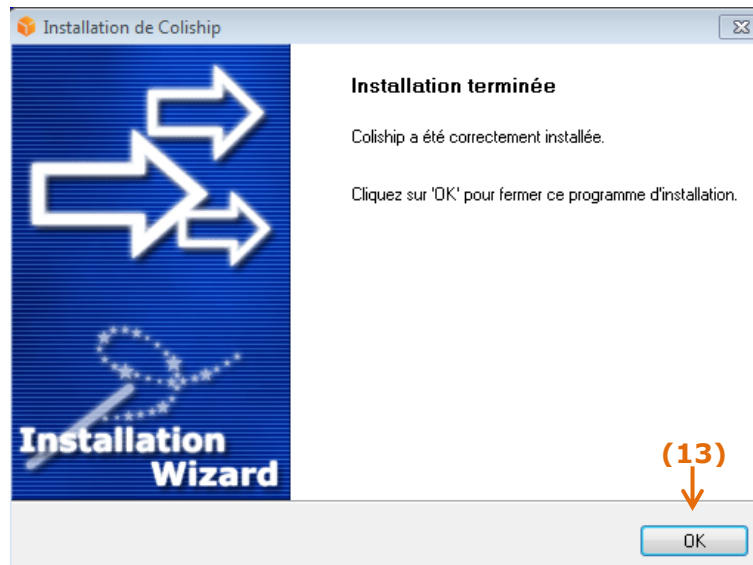 Installation de Coliship
Installation terminée
Coliship a été correctement installée.
Cliquez sur 'OK' pour fermer ce programme d'installation.
Installation
Wizard
(13)
OK